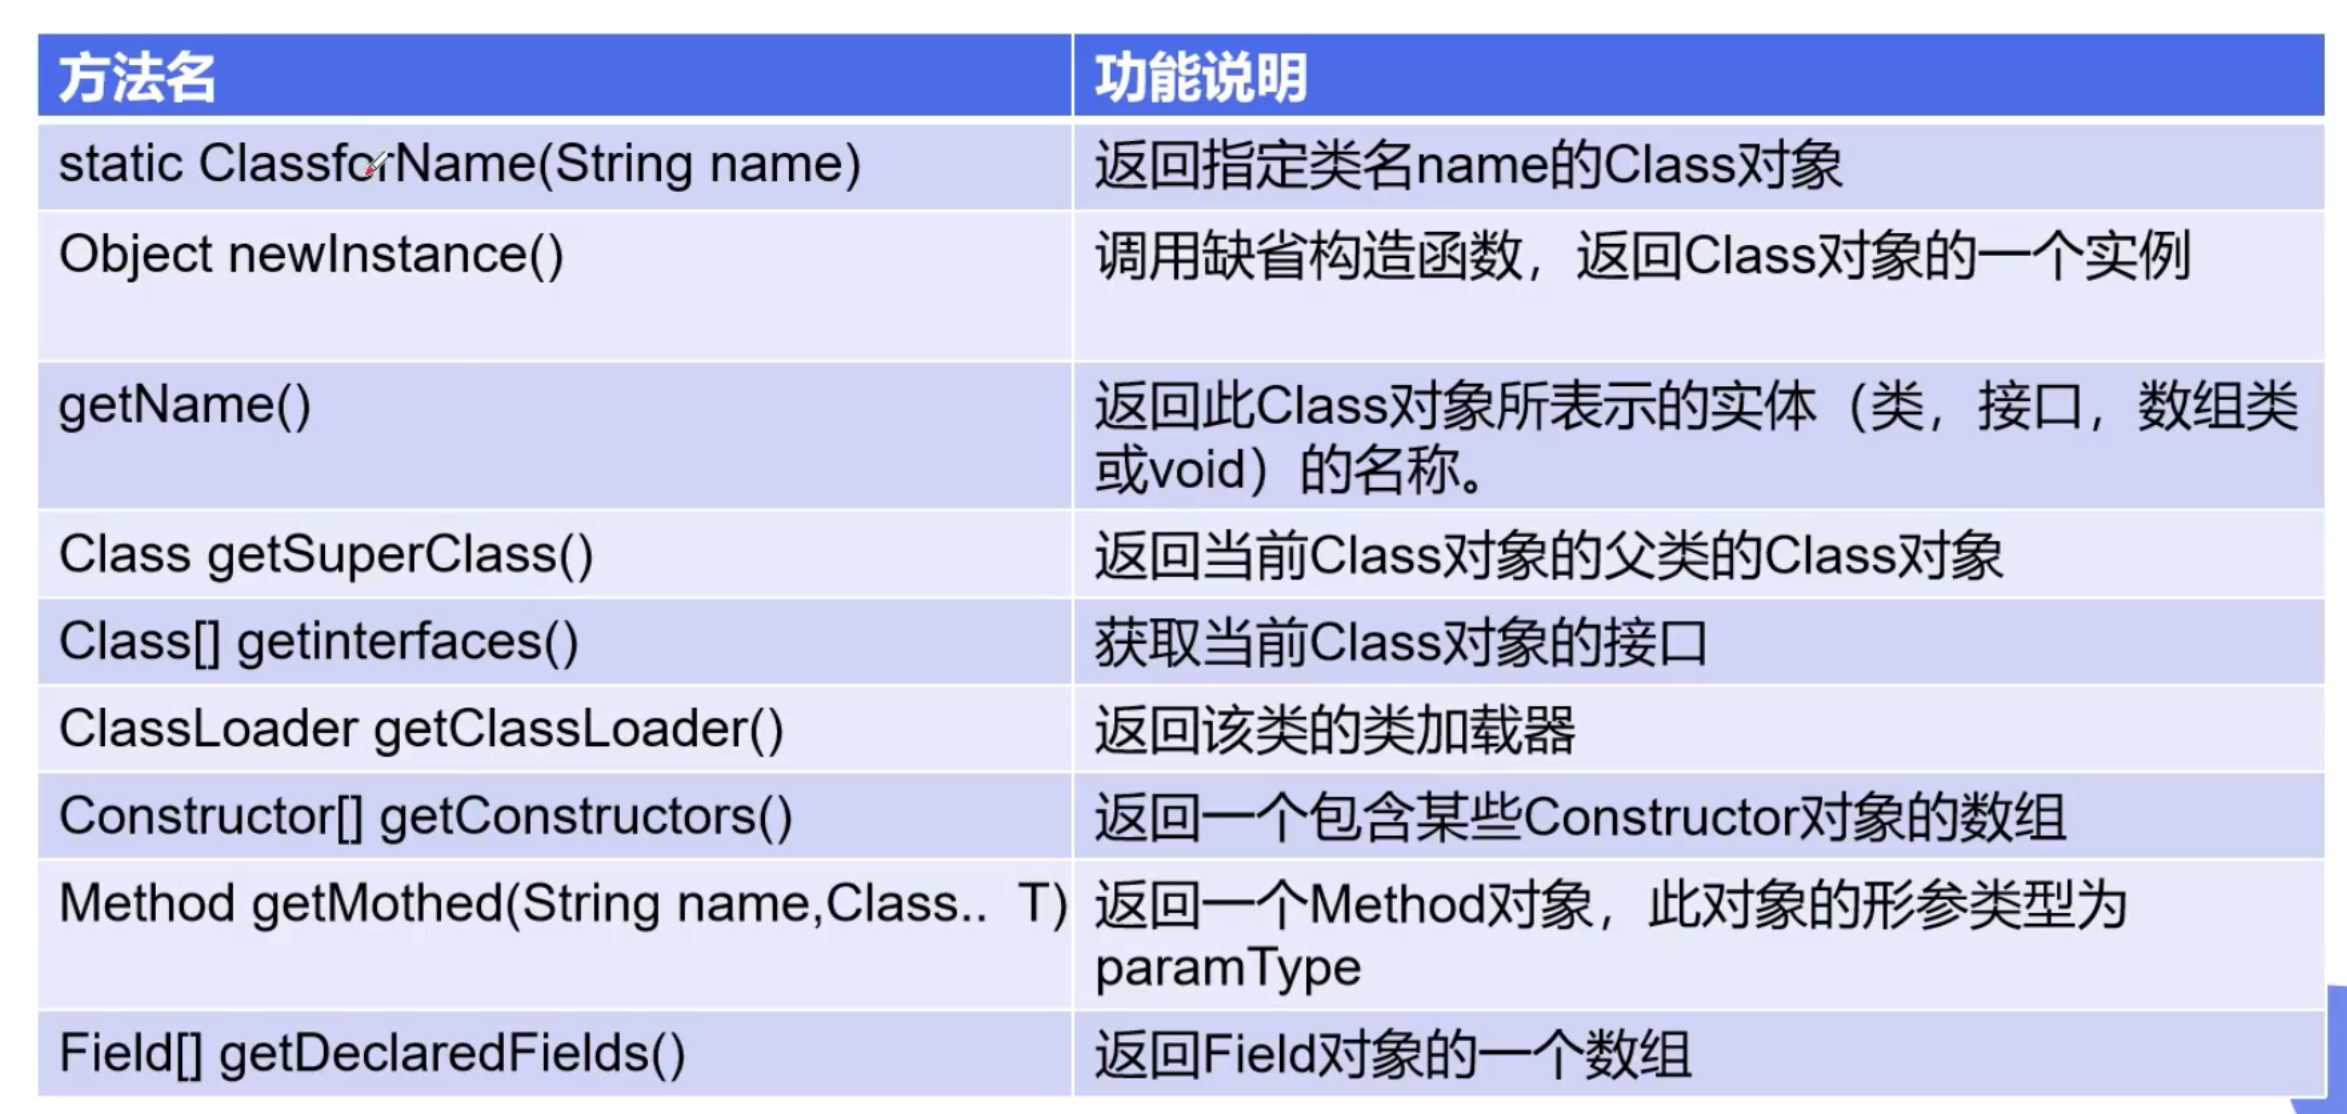 方法名 功能说明
static ClassforName(String name) 返回指定类名name的Class对象
Object newInstance() 调用缺省构造函数，返回Class对象的一个实例
getName() 返回此Class对象所表示的实体（类，接口，数组类
或void）的名称。
Class getSuperClass() 返回当前Class对象的父类的Class对象
Class[] getinterfaces() 获取当前Class对象的接口
ClassLoader getClassLoader() 返回该类的类加载器
Constructor[] getConstructors() 返回一个包含某些Constructor对象的数组
Method getMothed(String name,Class.. T) 返回一个Method对象，此对象的形参类型为
paramType
Field[] getDeclaredFields() 返回Field对象的一个数组